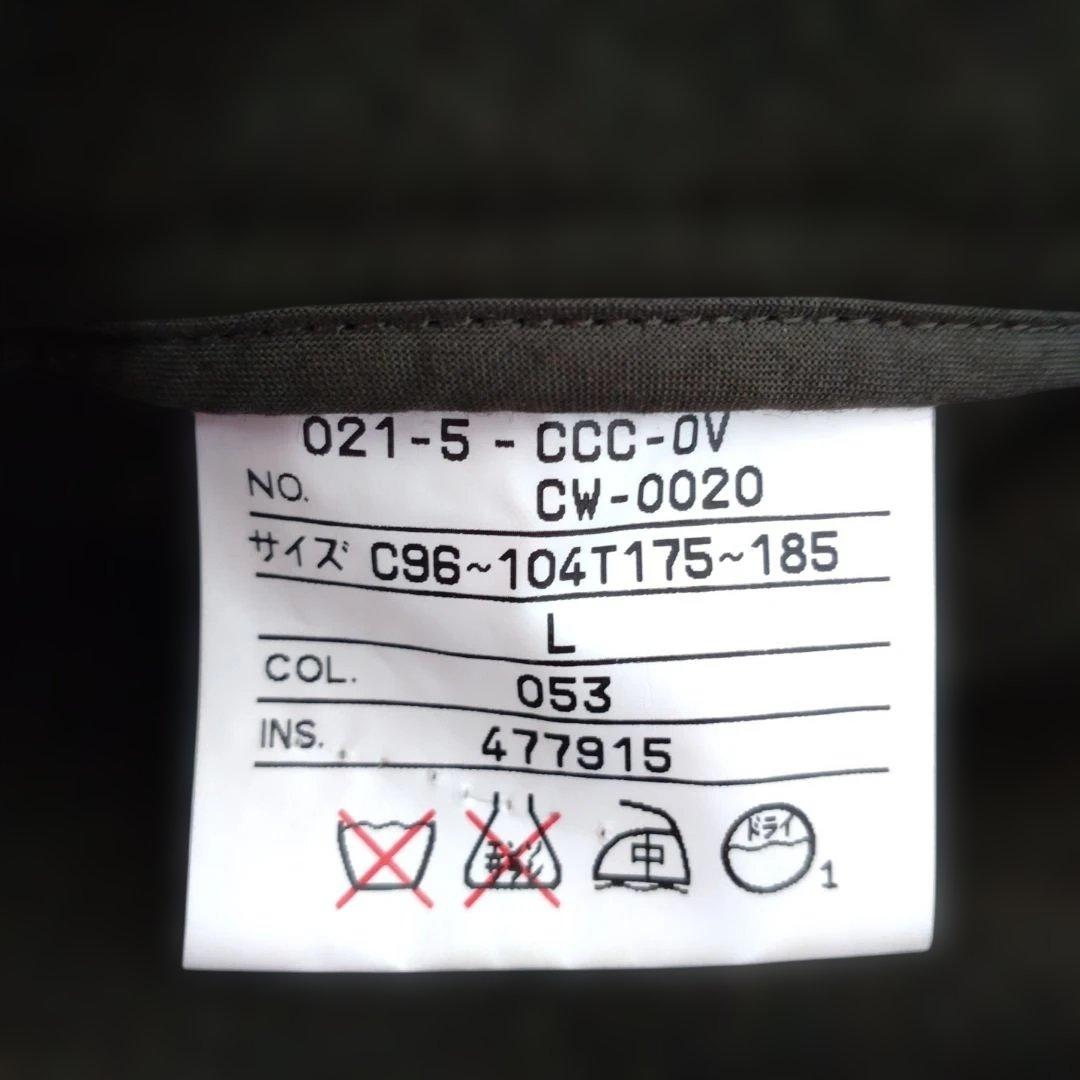 021-5-CCC-0V
NO. CW-0020
サイズ C96~104T175~185
L
COL. 053
INS. 477915
中
ドライ
1